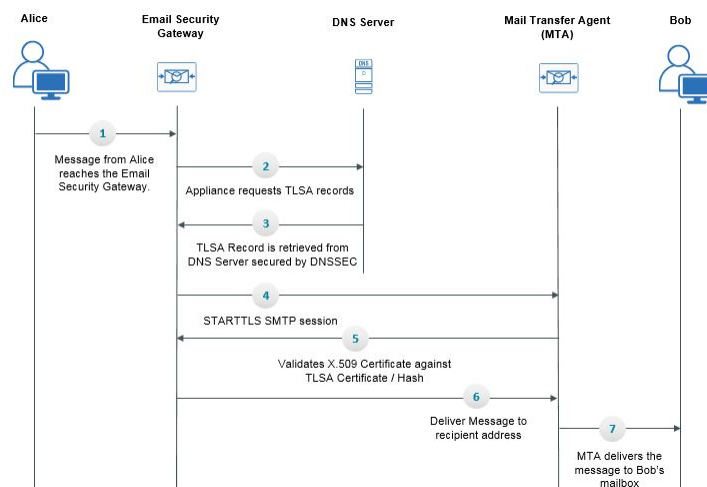 Alice
Email Security
Gateway
DNS Server
Mail Transfer Agent
(MTA)
Bob
DNS
1
Message from Alice
reaches the Email
Security Gateway.
2
Appliance requests TLSA records
3
TLSA Record is retrieved from
DNS Server secured by DNSSEC
4
STARTTLS SMTP session
5
Validates X.509 Certificate against
TLSA Certificate / Hash
6
Deliver Message to
recipient address
7
MTA delivers the
message to Bob's
mailbox